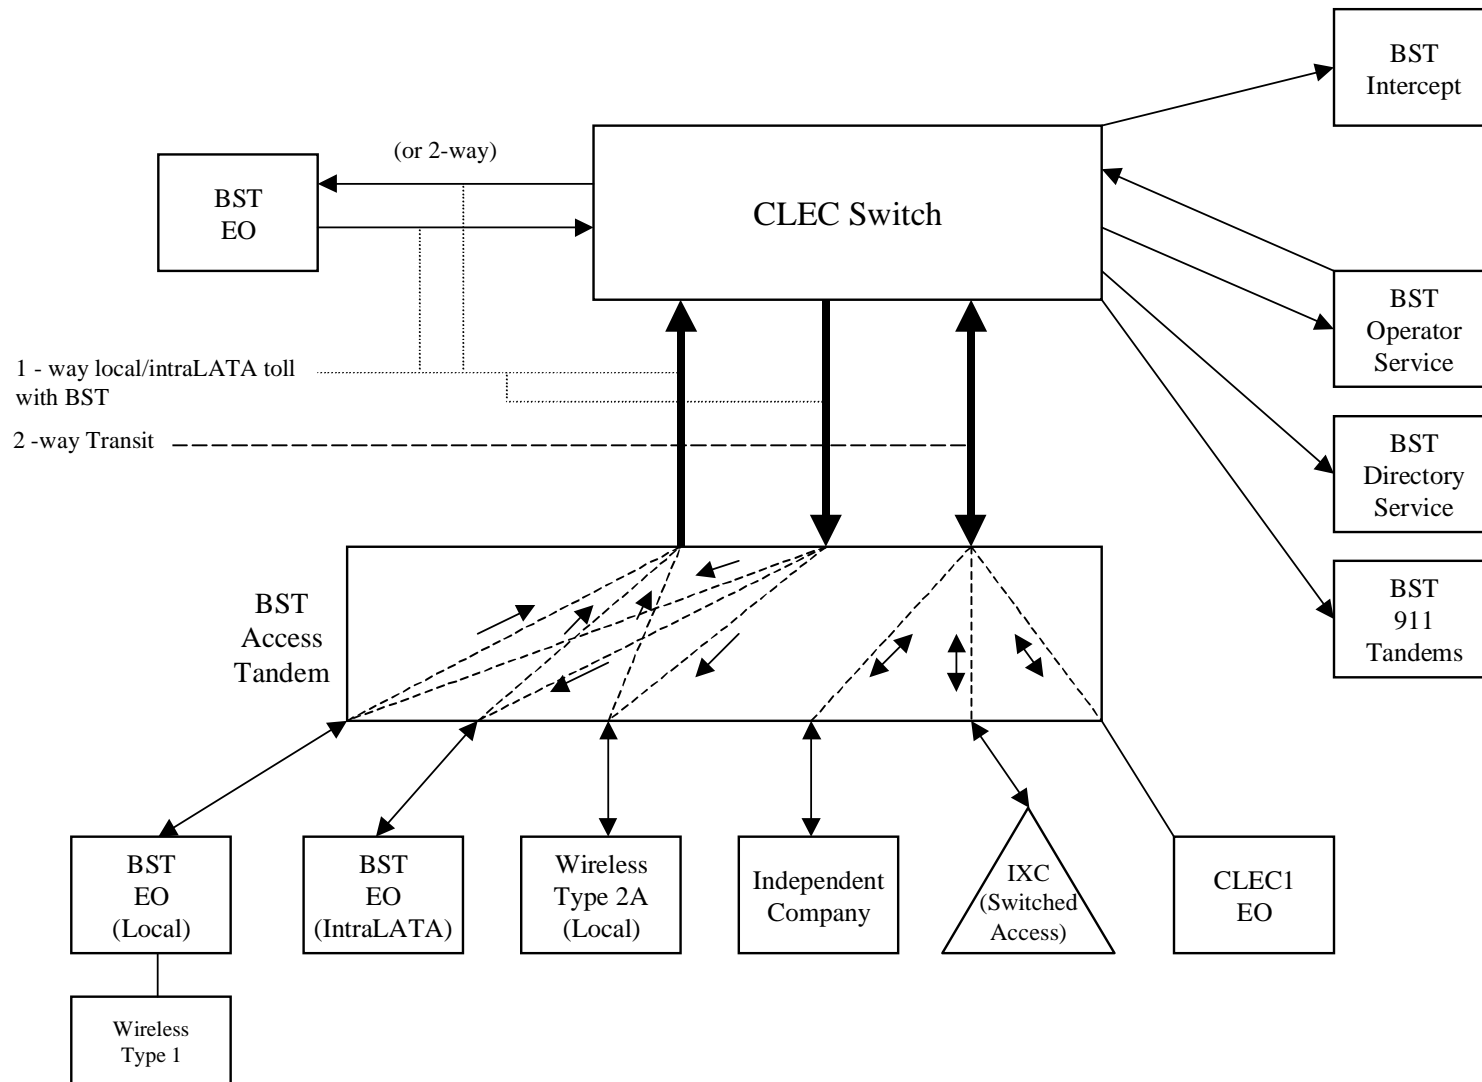 BST
Intercept
(or 2-way)
BST
EO
CLEC Switch
BST
Operator
Service
1 - way local/intraLATA toll
with BST
2 -way Transit
BST
Directory
Service
BST
Access
Tandem
BST
911
Tandems
BST
EO
(Local)
BST
EO
(IntraLATA)
Wireless
Type 2A
(Local)
Independent
Company
IXC
(Switched
Access)
CLEC1
EO
Wireless
Type 1